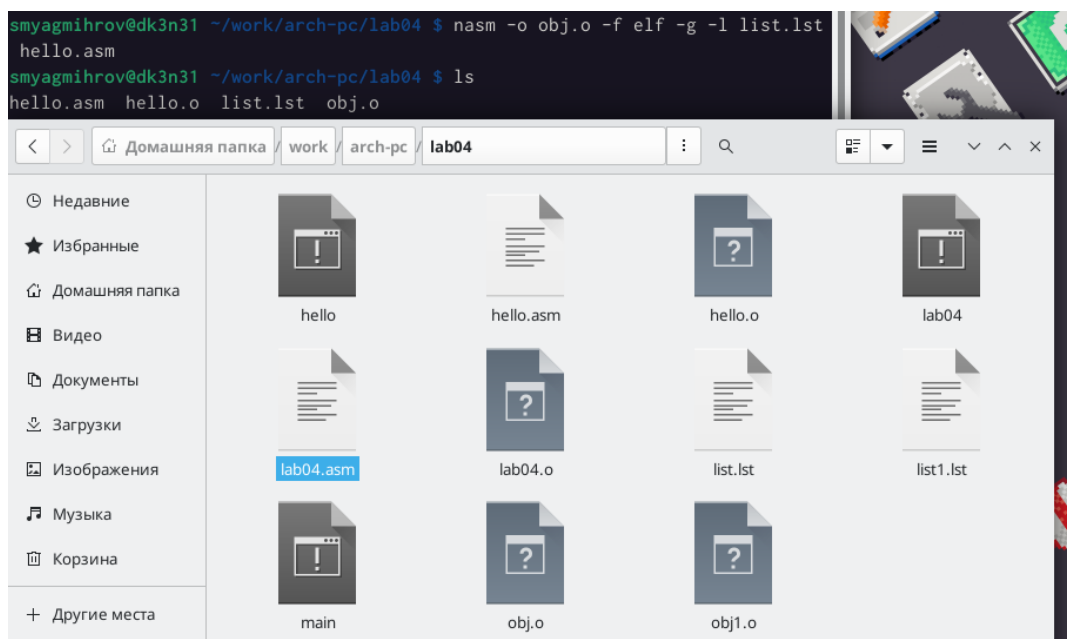 smyagmihrov@dk3n31 ~/work/arch-pc/lab04 $ nasm -o obj.o -f elf -g -l list.lst
hello.asm
smyagmihrov@dk3n31 ~/work/arch-pc/lab04 $ ls
hello.asm hello.o list.lst obj.o
Домашняя папка / work / arch-pc / lab04
Недавние
Избранные
Домашняя папка
Видео
Документы
Загрузки
Изображения
Музыка
Корзина
+ Другие места
hello hello.asm hello.o lab04
lab04.asm lab04.o list.lst list1.lst
main obj.o obj1.o